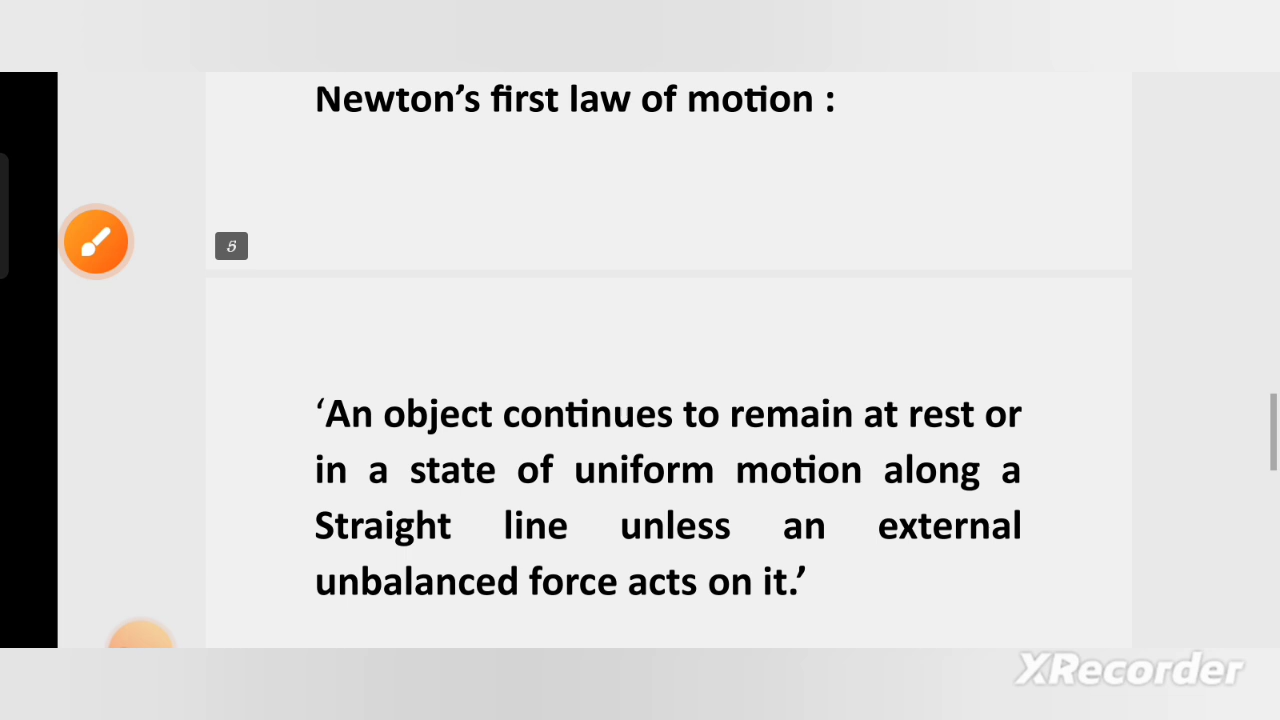 Newton’s first law of motion :
5
‘An object continues to remain at rest or
in a state of uniform motion along a
Straight line unless an external
unbalanced force acts on it.’
XRecorder